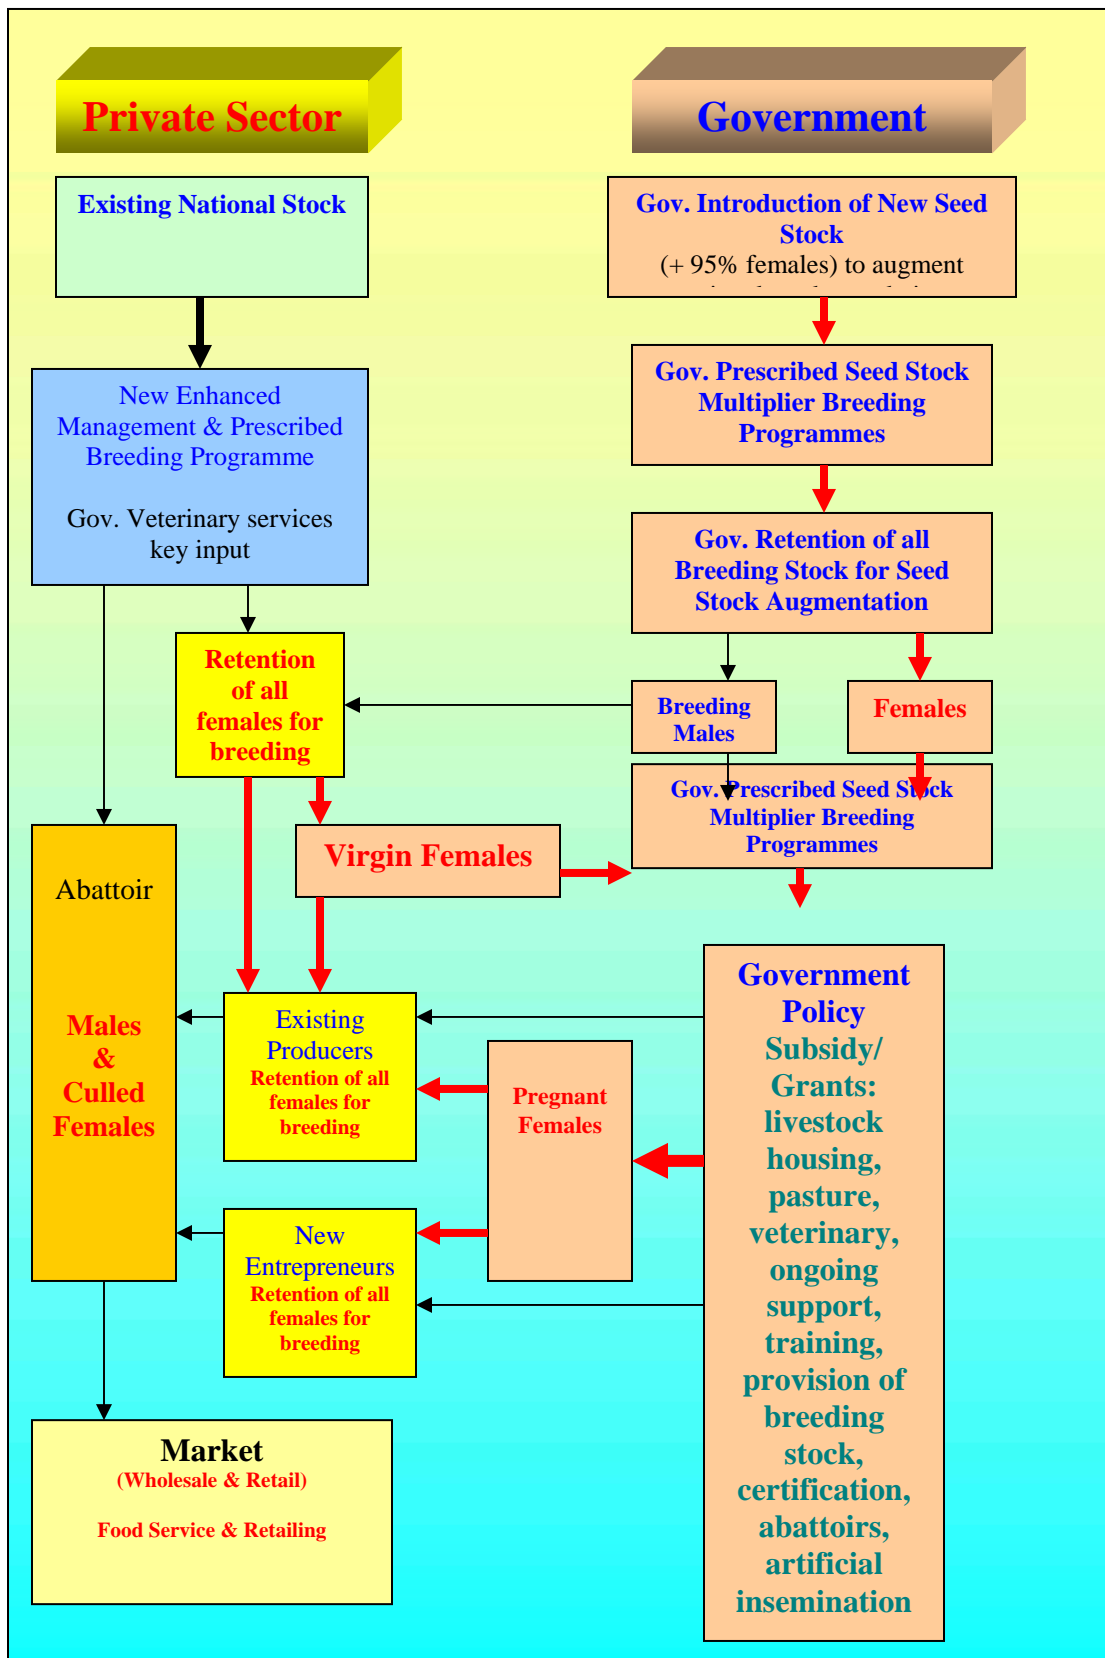 Private Sector
Government
Existing National Stock
Gov. Introduction of New Seed
Stock
(+ 95% females) to augment
New Enhanced
Management & Prescribed
Breeding Programme
Gov. Veterinary services
key input
Gov. Prescribed Seed Stock
Multiplier Breeding
Programmes
Gov. Retention of all
Breeding Stock for Seed
Stock Augmentation
Retention
of all
females for
breeding
Breeding
Males
Females
Gov. Prescribed Seed Stock
Multiplier Breeding
Programmes
Virgin Females
Abattoir
Males
&
Culled
Females
Existing
Producers
Retention of all
females for
breeding
Pregnant
Females
New
Entrepreneurs
Retention of all
females for
breeding
Government
Policy
Subsidy/
Grants:
livestock
housing,
pasture,
veterinary,
ongoing
support,
training,
provision of
breeding
stock,
certification,
abattoirs,
artificial
insemination
Market
(Wholesale & Retail)
Food Service & Retailing